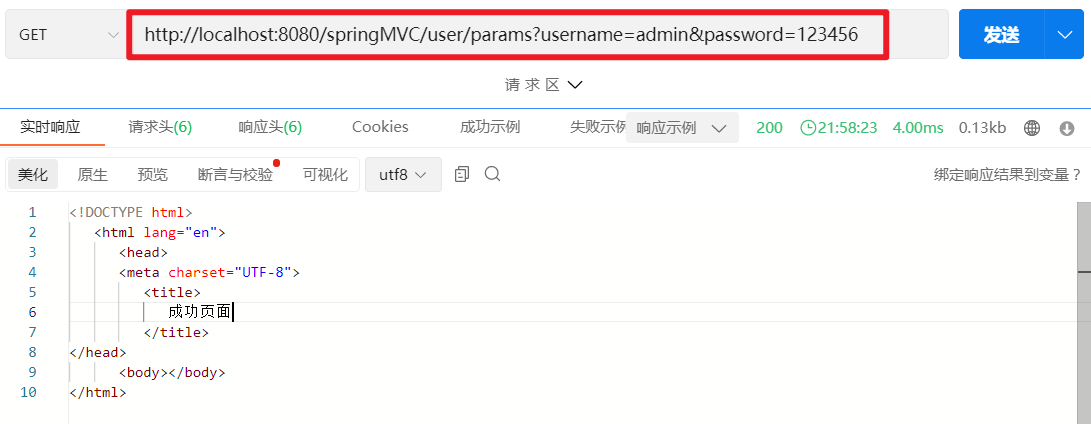 GET http://localhost:8080/springMVC/user/params?username=admin&password=123456 发送
请 求 区
实时响应 请求头(6) 响应头(6) Cookies 成功示例 失败示例 响应示例 200 21:58:23 4.00ms 0.13kb
美化 原生 预览 断言与校验 可视化 utf8 绑定响应结果到变量 ?
1 <!DOCTYPE html>
2 <html lang="en">
3 <head>
4 <meta charset="UTF-8">
5 <title>
6 成功页面
7 </title>
8 </head>
9 <body></body>
10 </html>